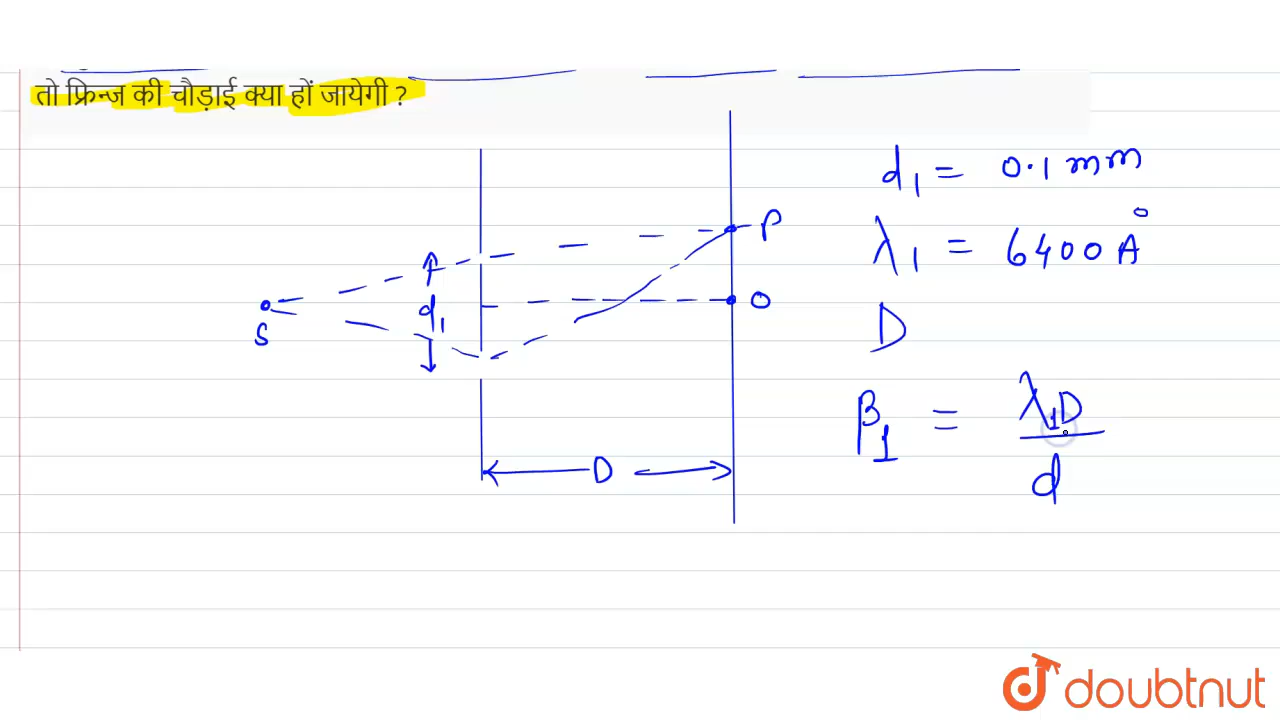 तो फ्रिन्ज की चौड़ाई क्या हों जायेगी ?
d₁ = 0.1 mm
P
λ₁ = 6400 Å
d₁
O
S
D
β₁ = λ₁D / d
D
doubtnut